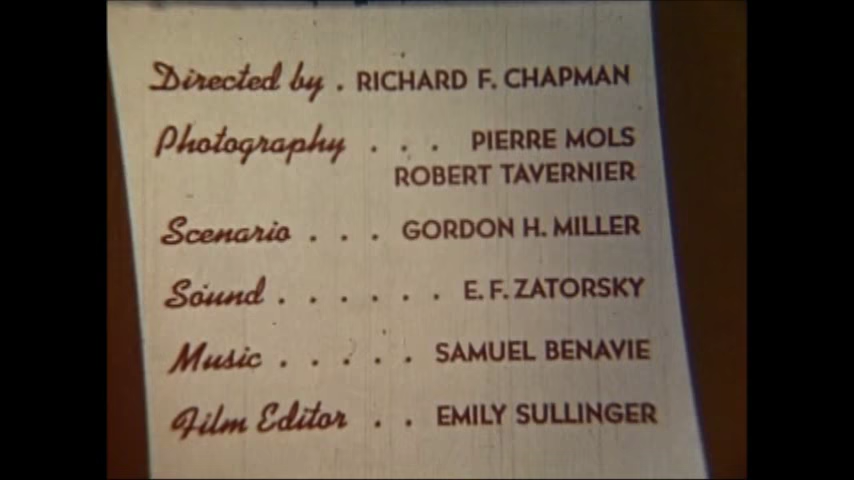 Directed by . RICHARD F. CHAPMAN
Photography . . . PIERRE MOLS
ROBERT TAVERNIER
Scenario . . . GORDON H. MILLER
Sound . . . . . . E. F. ZATORSKY
Music . . . . . SAMUEL BENAVIE
Film Editor . . EMILY SULLINGER